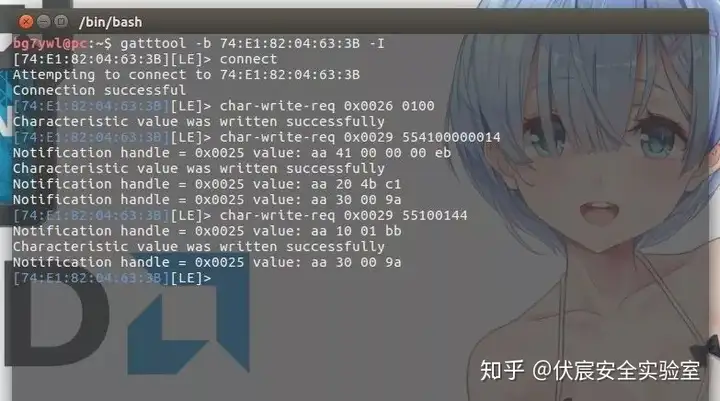 /bin/bash
bg7ywl@pc:~$ gatttool -b 74:E1:82:04:63:3B -I
[74:E1:82:04:63:3B][LE]> connect
Attempting to connect to 74:E1:82:04:63:3B
Connection successful
[74:E1:82:04:63:3B][LE]> char-write-req 0x0026 0100
Characteristic value was written successfully
[74:E1:82:04:63:3B][LE]> char-write-req 0x0029 554100000014
Notification handle = 0x0025 value: aa 41 00 00 00 eb
Characteristic value was written successfully
Notification handle = 0x0025 value: aa 20 4b c1
Notification handle = 0x0025 value: aa 30 00 9a
[74:E1:82:04:63:3B][LE]> char-write-req 0x0029 55100144
Notification handle = 0x0025 value: aa 10 01 bb
Characteristic value was written successfully
Notification handle = 0x0025 value: aa 30 00 9a
[74:E1:82:04:63:3B][LE]>
D
知乎 @伏宸安全实验室